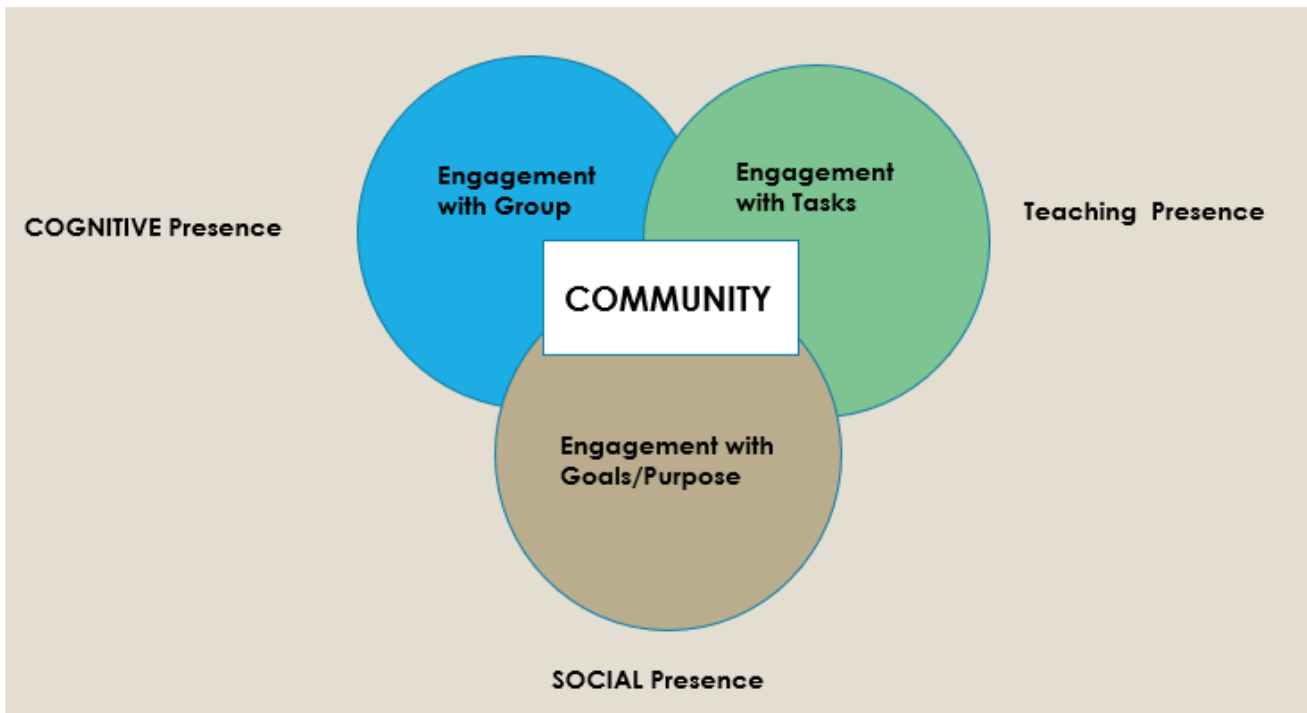 Engagement
with Group
Engagement
with Tasks
COGNITIVE Presence
Teaching Presence
COMMUNITY
Engagement with
Goals/Purpose
SOCIAL Presence